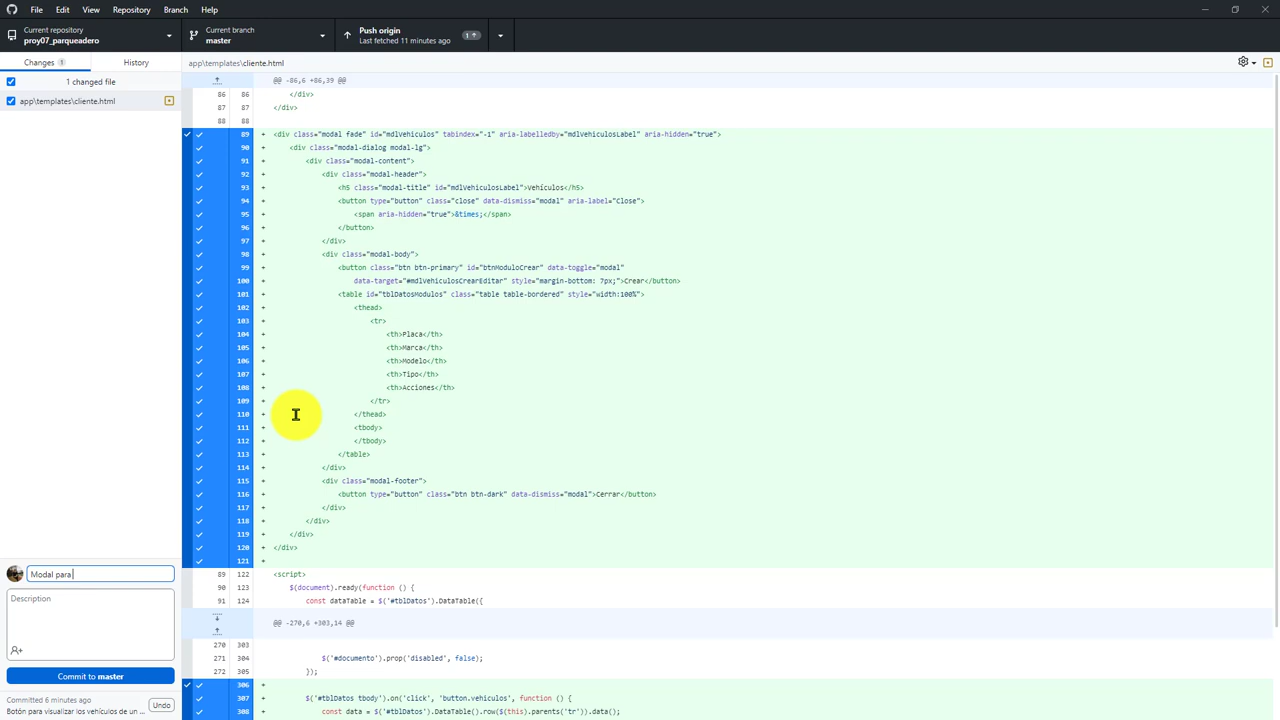 File Edit View Repository Branch Help
Current repository
proy07_parqueadero
Current branch
master
Push origin
Last fetched 11 minutes ago
1
Changes 1
History
1 changed file
app\templates\cliente.html
app\templates\cliente.html
@@ -86,6 +86,39 @@
86 86 </div>
87 87 </div>
88 88
89 + <div class="modal fade" id="mdlVehiculos" tabindex="-1" aria-labelledby="mdlVehiculosLabel" aria-hidden="true">
90 + <div class="modal-dialog modal-lg">
91 + <div class="modal-content">
92 + <div class="modal-header">
93 + <h5 class="modal-title" id="mdlVehiculosLabel">Vehículos</h5>
94 + <button type="button" class="close" data-dismiss="modal" aria-label="Close">
95 + <span aria-hidden="true">&times;</span>
96 + </button>
97 + </div>
98 + <div class="modal-body">
99 + <button class="btn btn-primary" id="btnModuloCrear" data-toggle="modal"
100 + data-target="#mdlVehiculosCrearEditar" style="margin-bottom: 7px;">Crear</button>
101 + <table id="tblDatosModulos" class="table table-bordered" style="width:100%">
102 + <thead>
103 + <tr>
104 + <th>Placa</th>
105 + <th>Marca</th>
106 + <th>Modelo</th>
107 + <th>Tipo</th>
108 + <th>Acciones</th>
109 + </tr>
110 + </thead>
111 + <tbody>
112 + </tbody>
113 + </table>
114 + </div>
115 + <div class="modal-footer">
116 + <button type="button" class="btn btn-dark" data-dismiss="modal">Cerrar</button>
117 + </div>
118 + </div>
119 + </div>
120 + </div>
121 +
89 122 <script>
90 123 $(document).ready(function () {
91 124 const dataTable = $('#tblDatos').DataTable({
@@ -270,6 +303,14 @@
270 303
271 304 $('#documento').prop('disabled', false);
272 305 });
306 +
307 + $('#tblDatos tbody').on('click', 'button.vehiculos', function () {
308 + const data = $('#tblDatos').DataTable().row($(this).parents('tr')).data();
Modal para
Description
Commit to master
Committed 6 minutes ago
Botón para visualizar los vehículos de un ...
Undo